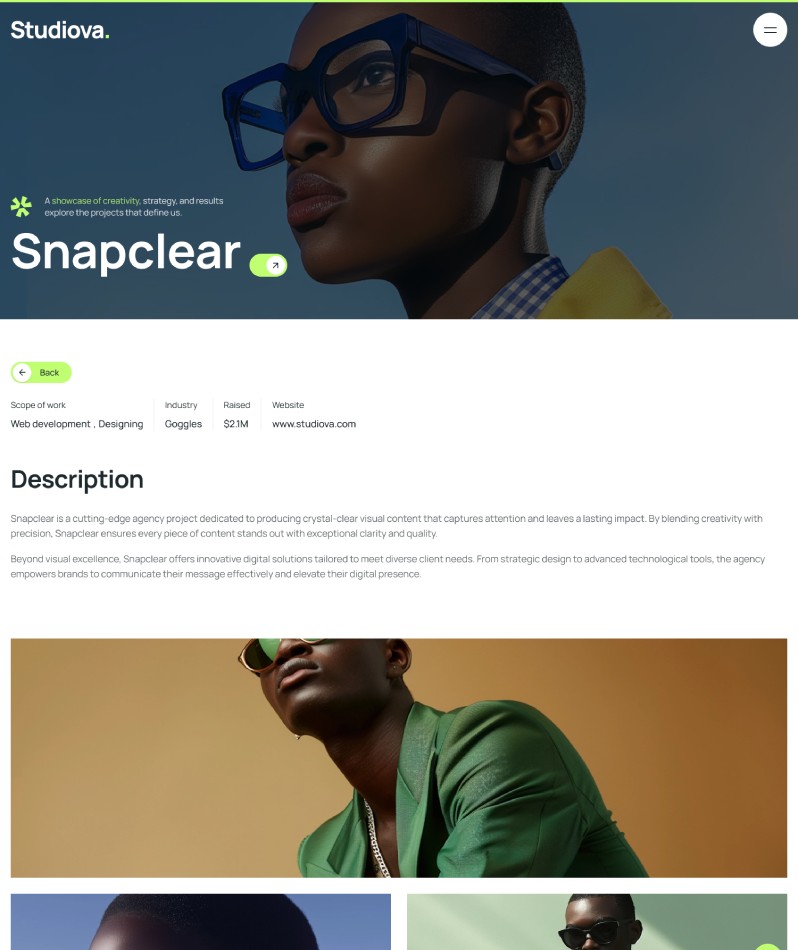 Studiova.
A showcase of creativity, strategy, and results
explore the projects that define us.
Snapclear
Back
Scope of work
Web development , Designing
Industry
Goggles
Raised
$2.1M
Website
www.studiova.com
Description
Snapclear is a cutting-edge agency project dedicated to producing crystal-clear visual content that captures attention and leaves a lasting impact. By blending creativity with
precision, Snapclear ensures every piece of content stands out with exceptional clarity and quality.
Beyond visual excellence, Snapclear offers innovative digital solutions tailored to meet diverse client needs. From strategic design to advanced technological tools, the agency
empowers brands to communicate their message effectively and elevate their digital presence.